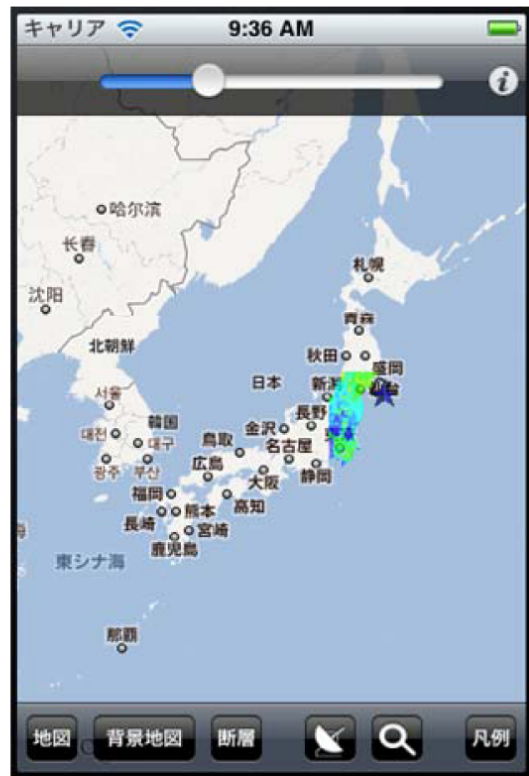 キャリア 9:36 AM
哈尔滨
长春
沈阳
札幌
青森
北朝鮮
秋田
盛岡
日本
新潟
仙台
서울
長野
韓国
金沢
대전
대구
鳥取
名古屋
광주
부산
広島
静岡
大阪
福岡
高知
長崎
熊本
宮崎
鹿児島
東シナ海
那覇
地図
背景地図
断層
凡例